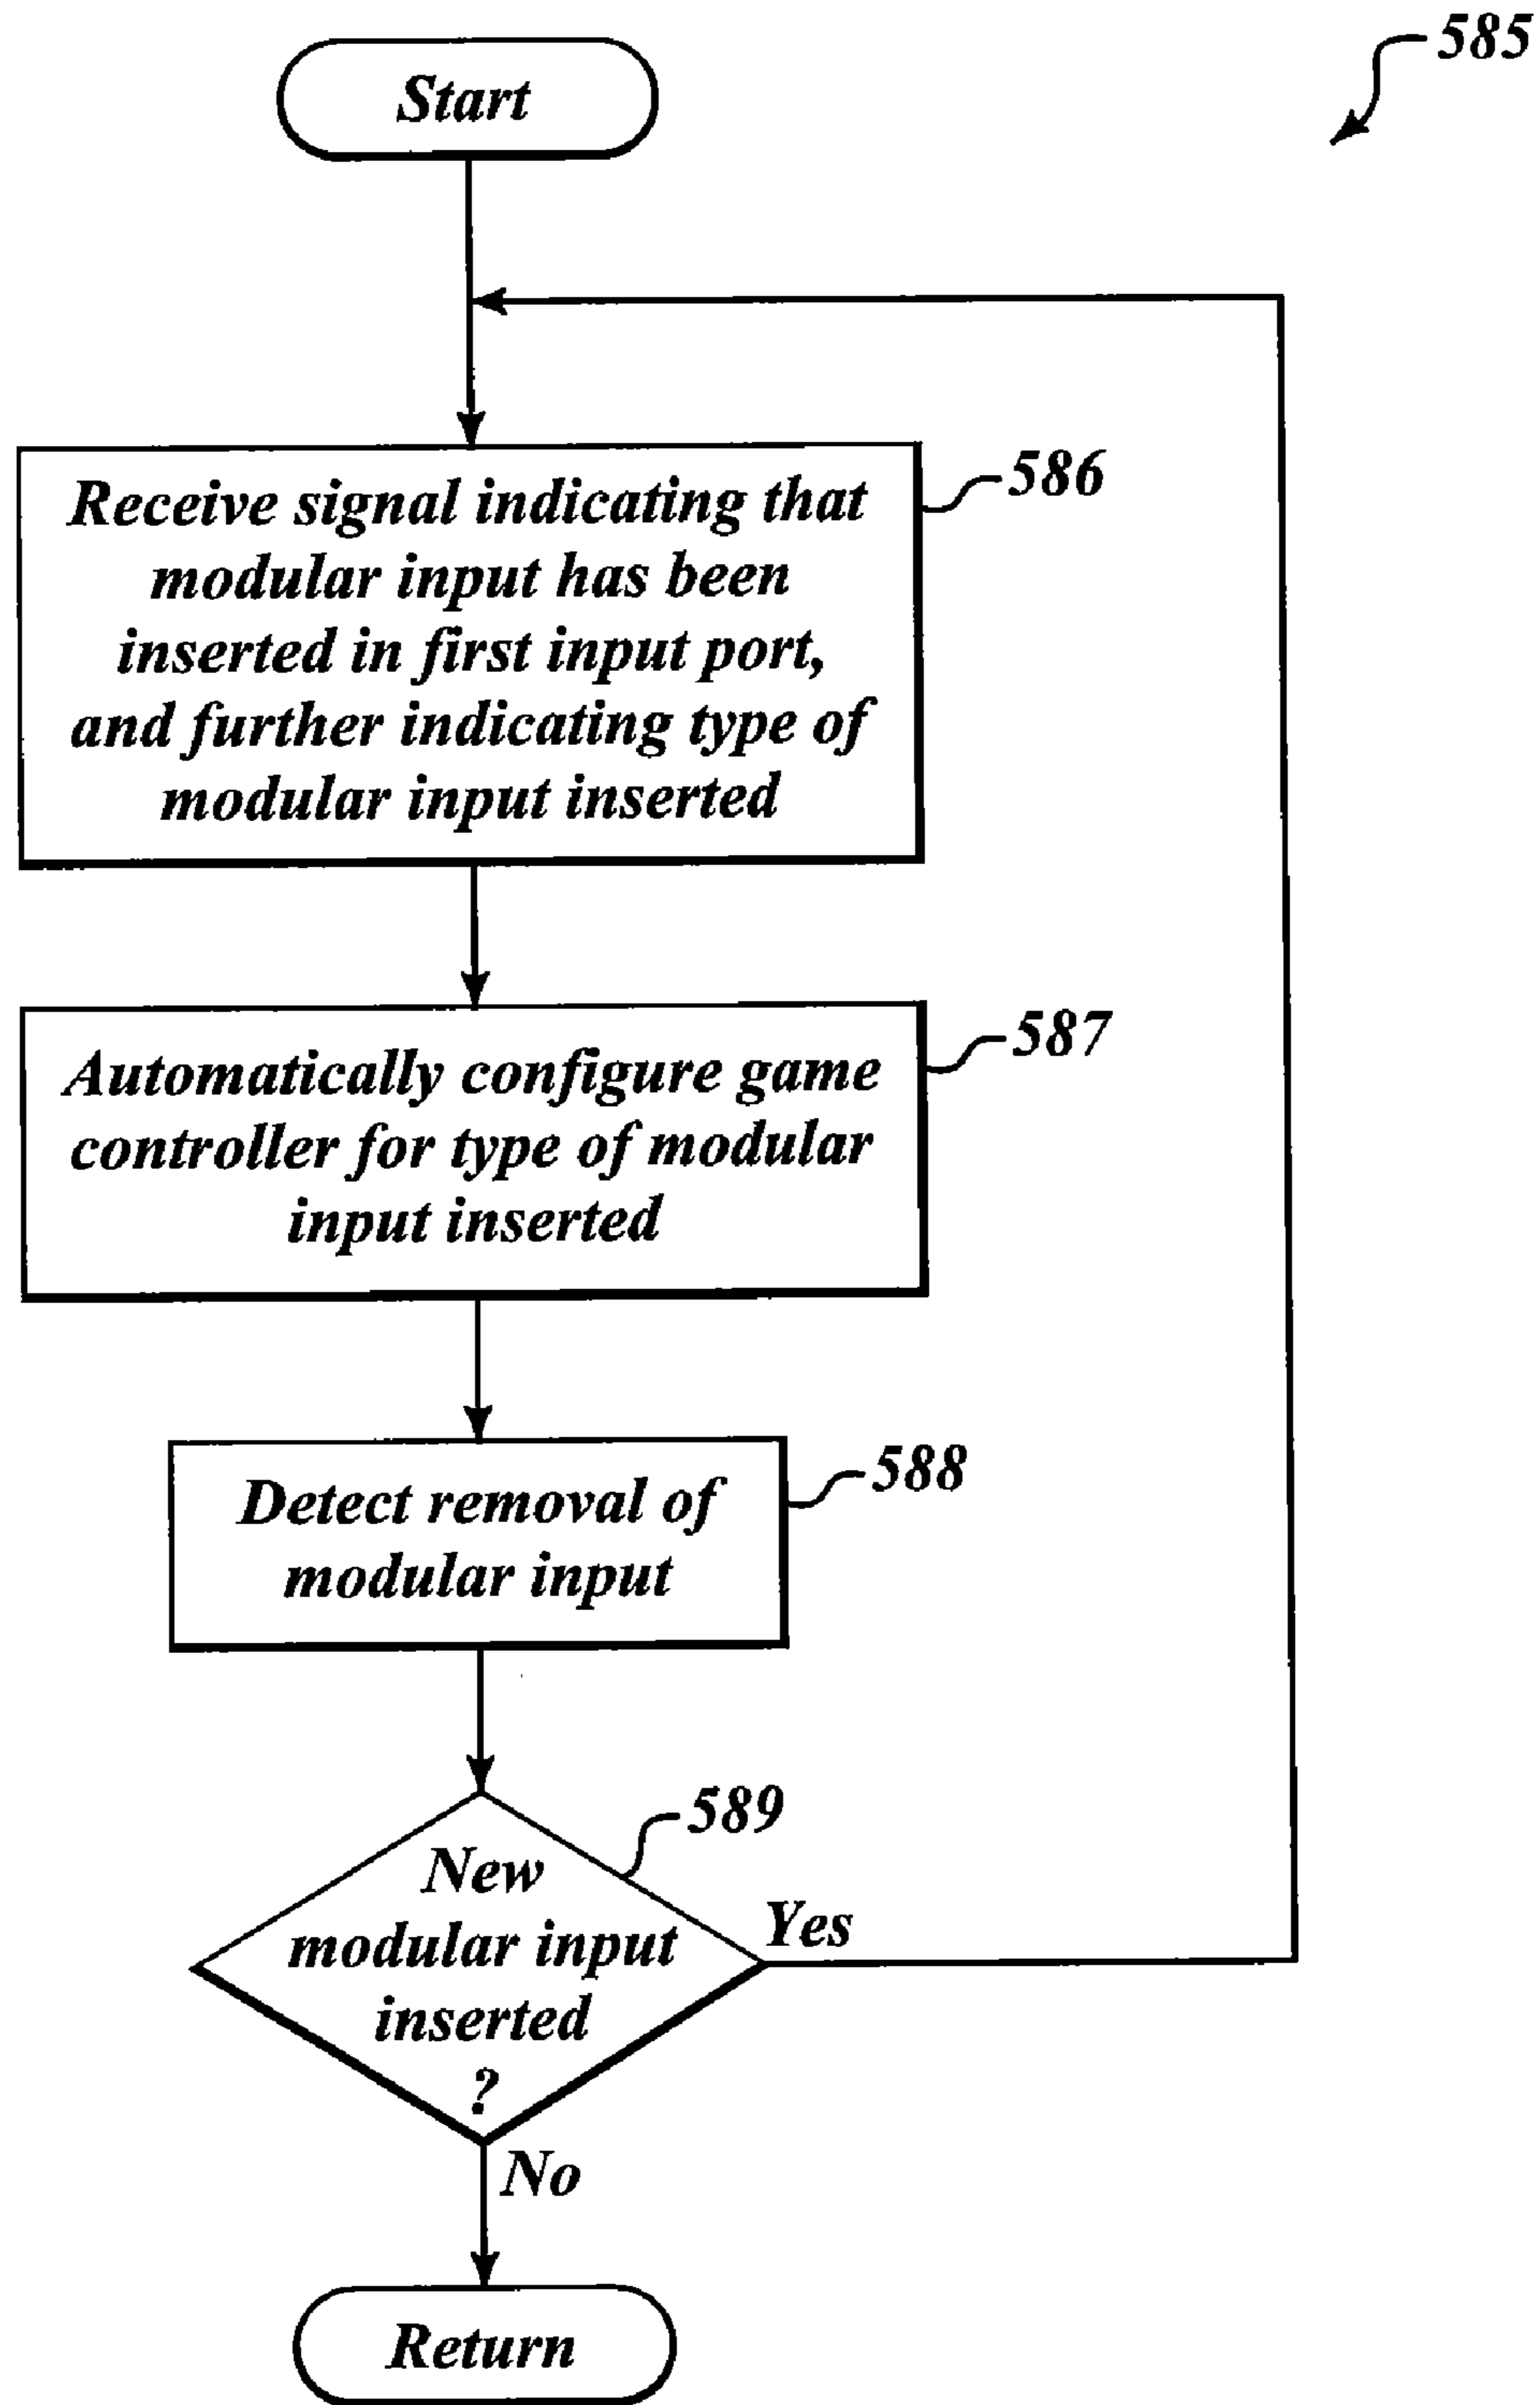 585
Start
586
Receive signal indicating that
modular input has been
inserted in first input port,
and further indicating type of
modular input inserted
587
Automatically configure game
controller for type of modular
input inserted
588
Detect removal of
modular input
589
New
modular input
inserted
?
Yes
No
Return